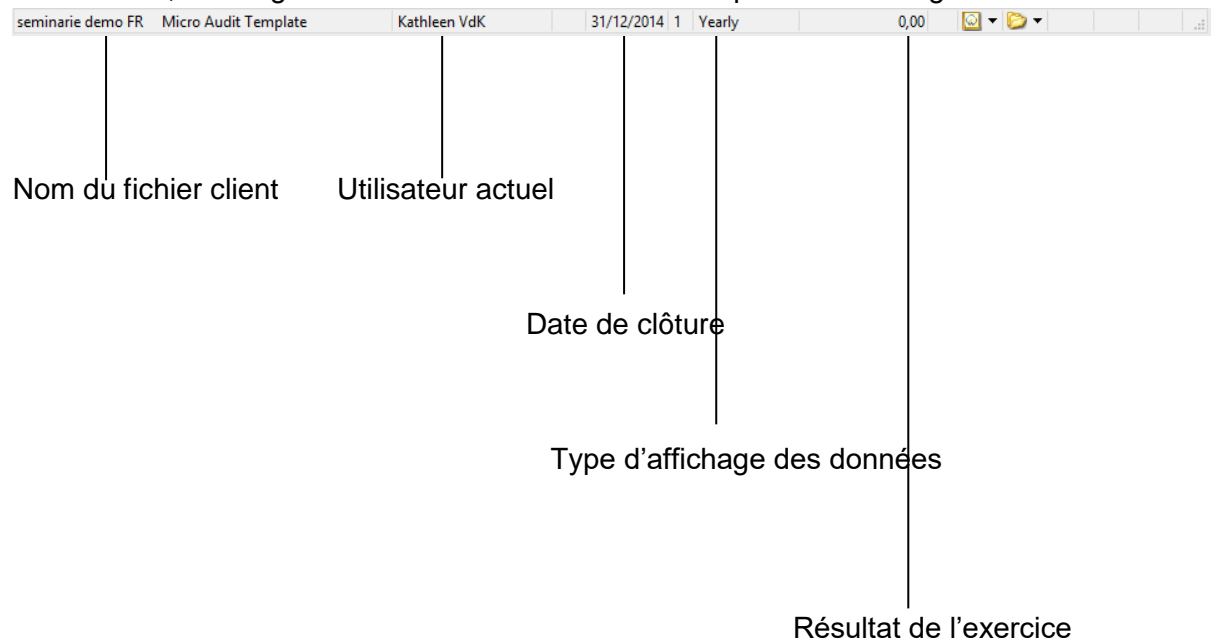 seminarie demo FR Micro Audit Template Kathleen VdK 31/12/2014 1 Yearly 0,00
Nom du fichier client Utilisateur actuel
Date de clôture
Type d’affichage des données
Résultat de l’exercice